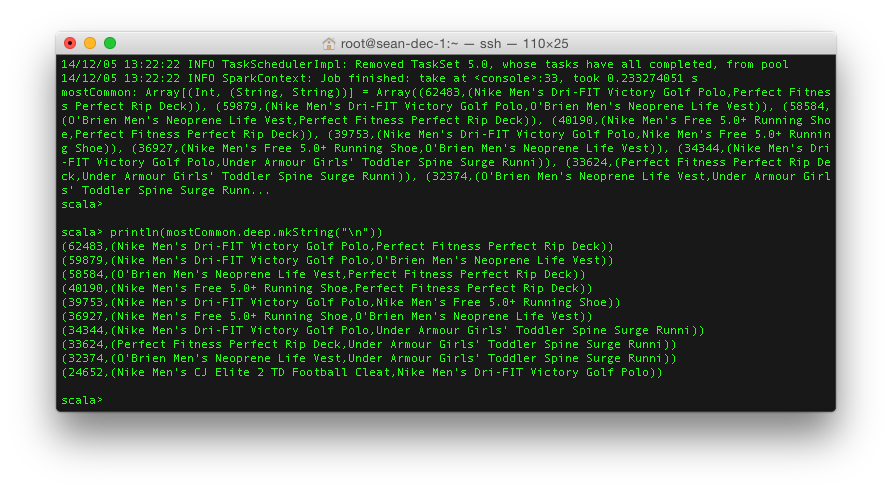 root@sean-dec-1:~ — ssh — 110×25
14/12/05 13:22:22 INFO TaskSchedulerImpl: Removed TaskSet 5.0, whose tasks have all completed, from pool
14/12/05 13:22:22 INFO SparkContext: Job finished: take at <console>:33, took 0.233274051 s
mostCommon: Array[(Int, (String, String))] = Array((62483,(Nike Men's Dri-FIT Victory Golf Polo,Perfect Fitnes
s Perfect Rip Deck)), (59879,(Nike Men's Dri-FIT Victory Golf Polo,O'Brien Men's Neoprene Life Vest)), (58584,
(O'Brien Men's Neoprene Life Vest,Perfect Fitness Perfect Rip Deck)), (40190,(Nike Men's Free 5.0+ Running Sho
e,Perfect Fitness Perfect Rip Deck)), (39753,(Nike Men's Dri-FIT Victory Golf Polo,Nike Men's Free 5.0+ Runnin
g Shoe)), (36927,(Nike Men's Free 5.0+ Running Shoe,O'Brien Men's Neoprene Life Vest)), (34344,(Nike Men's Dri
-FIT Victory Golf Polo,Under Armour Girls' Toddler Spine Surge Runni)), (33624,(Perfect Fitness Perfect Rip De
ck,Under Armour Girls' Toddler Spine Surge Runni)), (32374,(O'Brien Men's Neoprene Life Vest,Under Armour Girl
s' Toddler Spine Surge Runn...
scala>
scala> println(mostCommon.deep.mkString("\n"))
(62483,(Nike Men's Dri-FIT Victory Golf Polo,Perfect Fitness Perfect Rip Deck))
(59879,(Nike Men's Dri-FIT Victory Golf Polo,O'Brien Men's Neoprene Life Vest))
(58584,(O'Brien Men's Neoprene Life Vest,Perfect Fitness Perfect Rip Deck))
(40190,(Nike Men's Free 5.0+ Running Shoe,Perfect Fitness Perfect Rip Deck))
(39753,(Nike Men's Dri-FIT Victory Golf Polo,Nike Men's Free 5.0+ Running Shoe))
(36927,(Nike Men's Free 5.0+ Running Shoe,O'Brien Men's Neoprene Life Vest))
(34344,(Nike Men's Dri-FIT Victory Golf Polo,Under Armour Girls' Toddler Spine Surge Runni))
(33624,(Perfect Fitness Perfect Rip Deck,Under Armour Girls' Toddler Spine Surge Runni))
(32374,(O'Brien Men's Neoprene Life Vest,Under Armour Girls' Toddler Spine Surge Runni))
(24652,(Nike Men's CJ Elite 2 TD Football Cleat,Nike Men's Dri-FIT Victory Golf Polo))
scala>